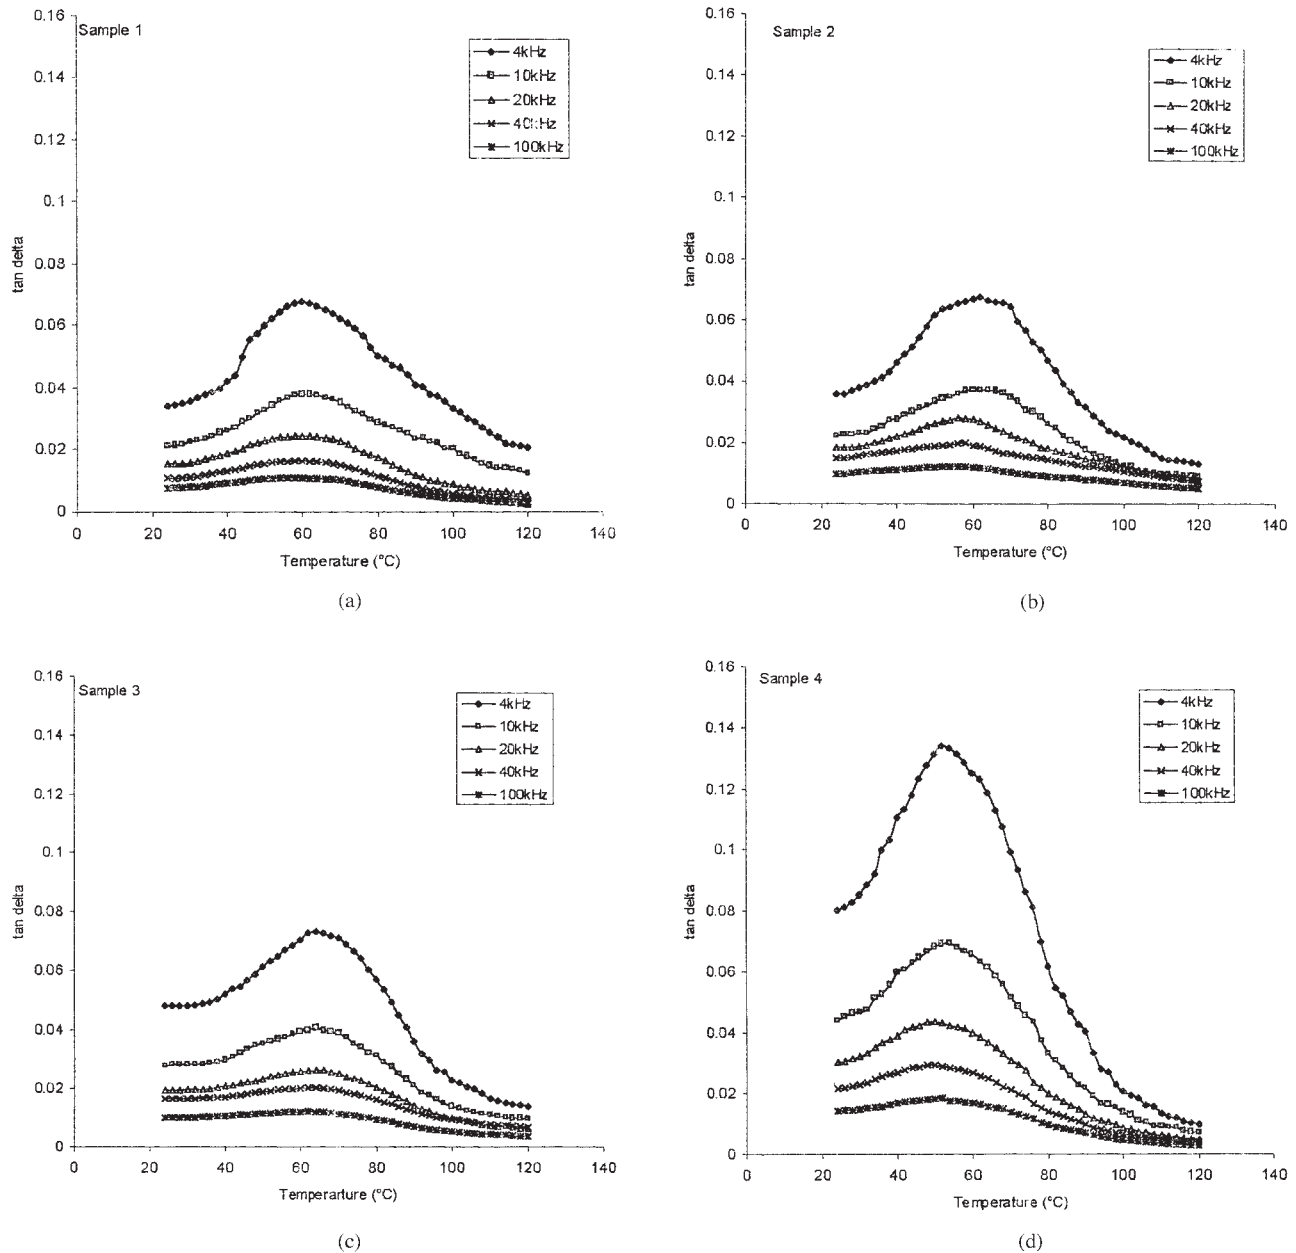 Sample 1
0.16
0.14
0.12
0.1
0.08
0.06
0.04
0.02
0
tan delta
4kHz
10kHz
20kHz
40kHz
100kHz
0 20 40 60 80 100 120 140
Temperature (°C)
(a)
Sample 2
0.16
0.14
0.12
0.1
0.08
0.06
0.04
0.02
0
tan delta
4kHz
10kHz
20kHz
40kHz
100kHz
0 20 40 60 80 100 120 140
Temperature (°C)
(b)
Sample 3
0.16
0.14
0.12
0.1
0.08
0.06
0.04
0.02
0
tan delta
4kHz
10kHz
20kHz
40kHz
100kHz
0 20 40 60 80 100 120 140
Temperarture (°C)
(c)
Sample 4
0.16
0.14
0.12
0.1
0.08
0.06
0.04
0.02
0
tan delta
4kHz
10kHz
20kHz
40kHz
100kHz
0 20 40 60 80 100 120 140
Temperature (°C)
(d)